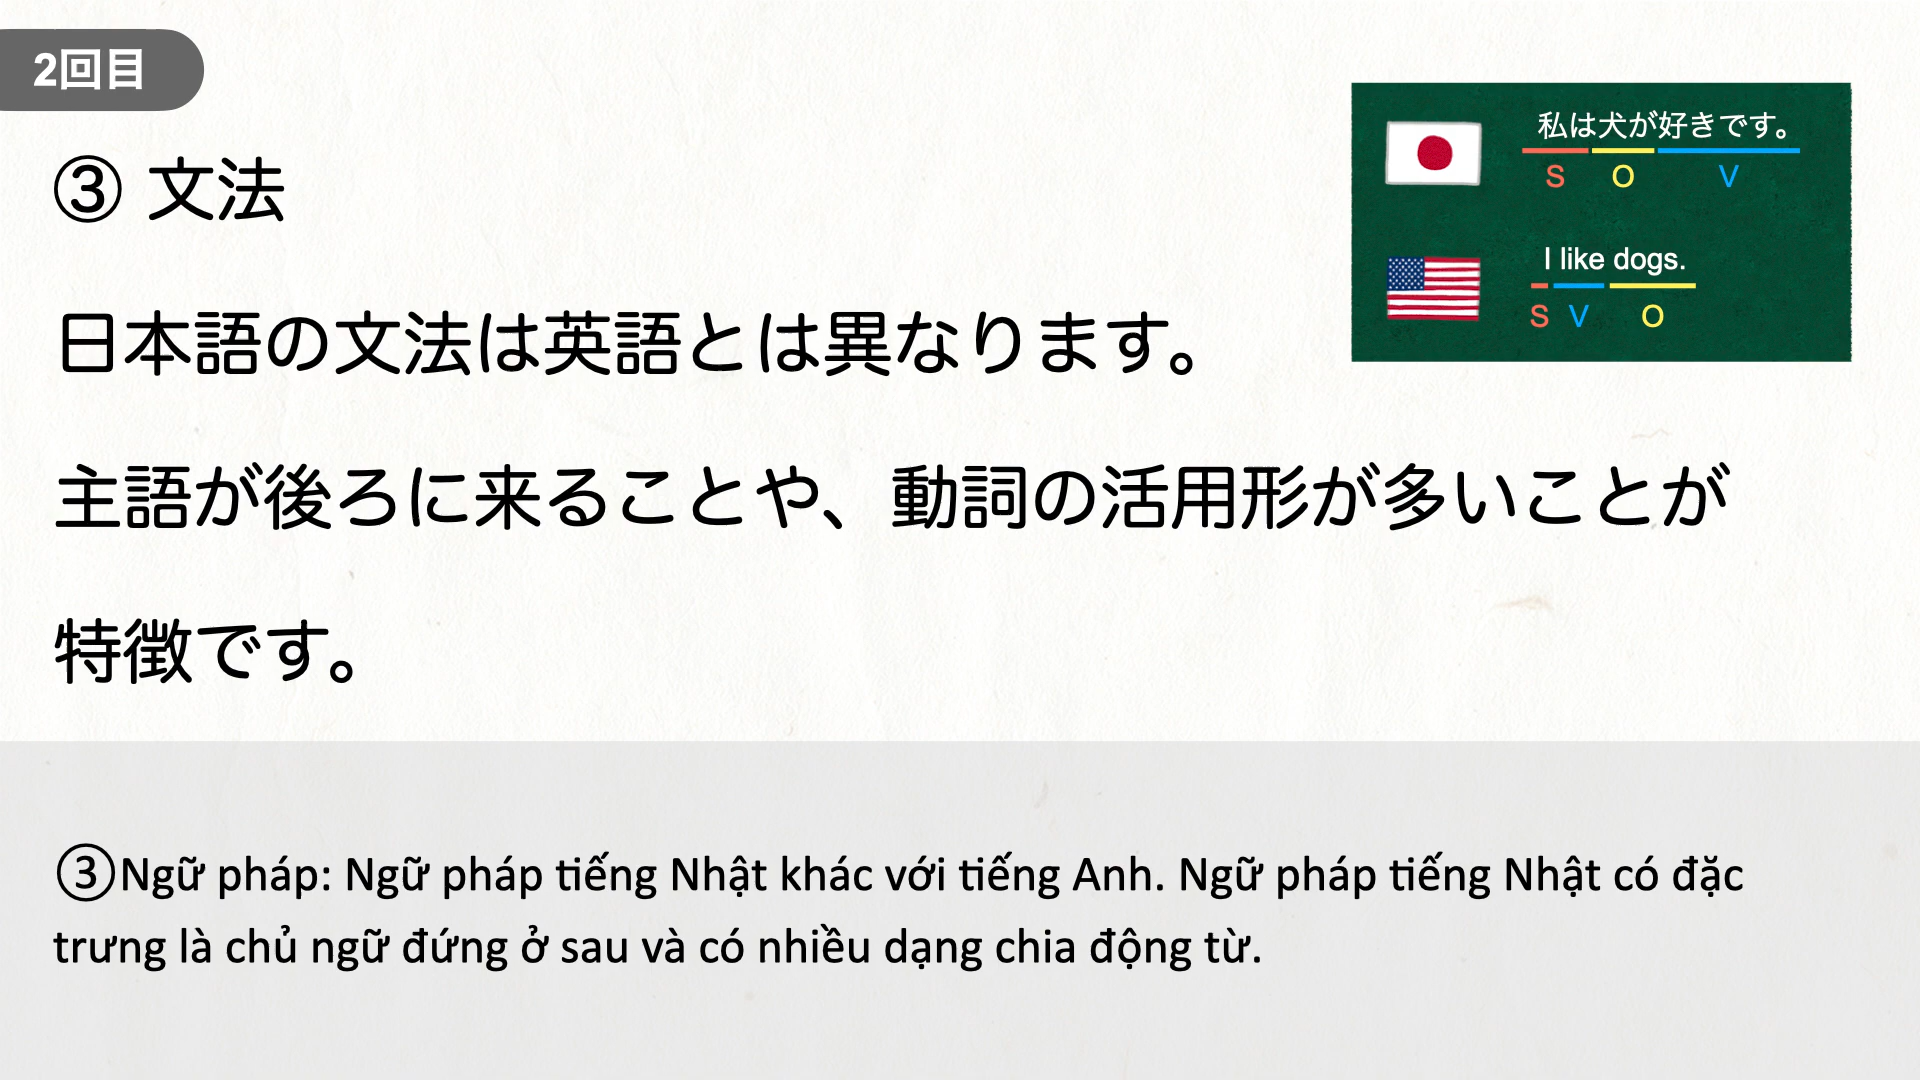 2回目
③ 文法
私は犬が好きです。
S O V
I like dogs.
S V O
日本語の文法は英語とは異なります。
主語が後ろに来ることや、動詞の活用形が多いことが
特徴です。
③Ngữ pháp: Ngữ pháp tiếng Nhật khác với tiếng Anh. Ngữ pháp tiếng Nhật có đặc
trưng là chủ ngữ đứng ở sau và có nhiều dạng chia động từ.